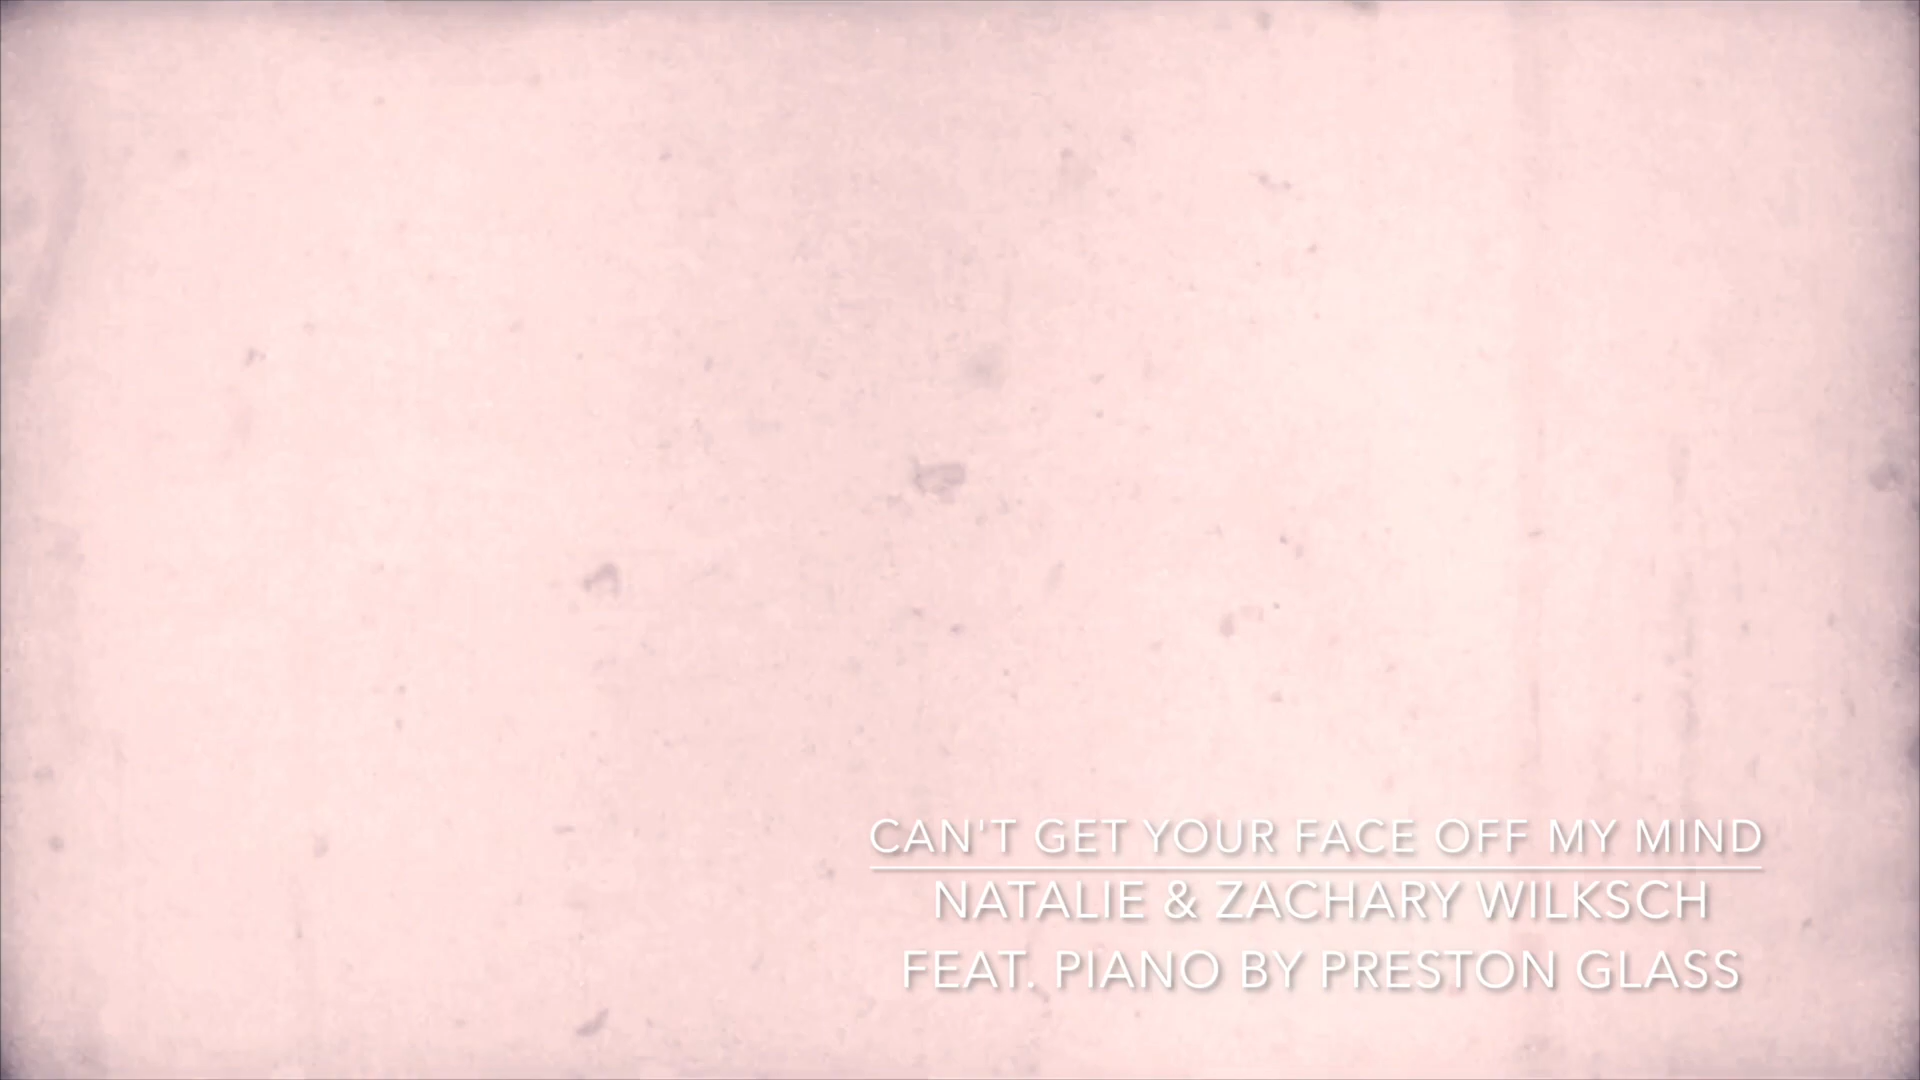 CAN'T GET YOUR FACE OFF MY MIND
NATALIE & ZACHARY WILKSCH
FEAT. PIANO BY PRESTON GLASS